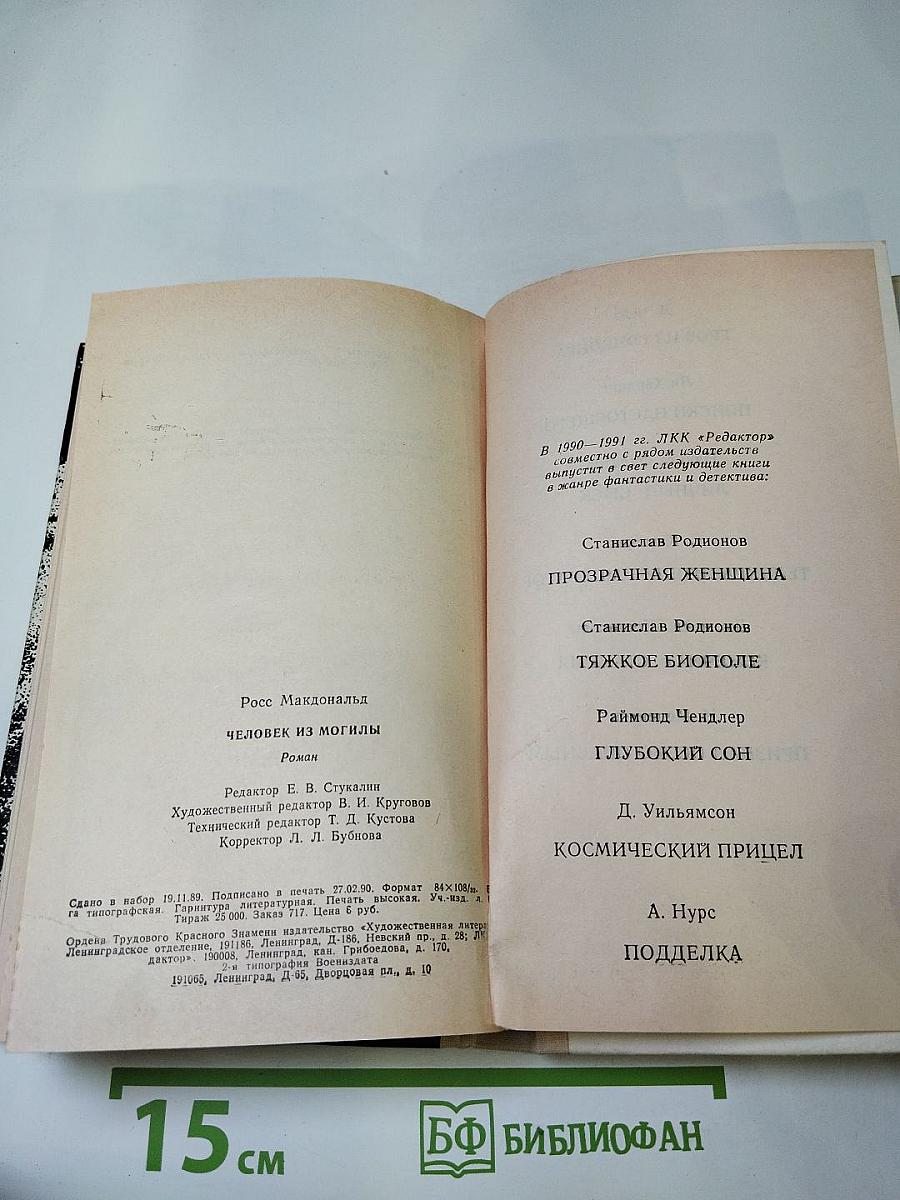 Росс Макдональд
ЧЕЛОВЕК ИЗ МОГИЛЫ
Роман
Редактор Е. В. Стукалин
Художественный редактор В. И. Круговов
Технический редактор Т. Д. Кустова
Корректор Л. Л. Бубнова
Сдано в набор 19.11.89. Подписано в печать 27.02.90. Формат 84×108/32.
га типографская. Гарнитура литературная. Печать высокая. Уч.-изд. л.
Тираж 25 000. Заказ 717. Цена 6 руб.
Ордена Трудового Красного Знамени издательство «Художественная литера
Ленинградское отделение, 191186, Ленинград, Д-186, Невский пр., д. 28;
дактор». 190008, Ленинград, кан. Грибоедова, д. 170,
2-я типография Воениздата
191065, Ленинград, Д-65, Дворцовая пл., д. 10
В 1990—1991 гг. ЛКК «Редактор»
совместно с рядом издательств
выпустит в свет следующие книги
в жанре фантастики и детектива:
Станислав Родионов
ПРОЗРАЧНАЯ ЖЕНЩИНА
Станислав Родионов
ТЯЖКОЕ БИОПОЛЕ
Раймонд Чендлер
ГЛУБОКИЙ СОН
Д. Уильямсон
КОСМИЧЕСКИЙ ПРИЦЕЛ
А. Нурс
ПОДДЕЛКА
15 см
БФ БИБЛИОФАН